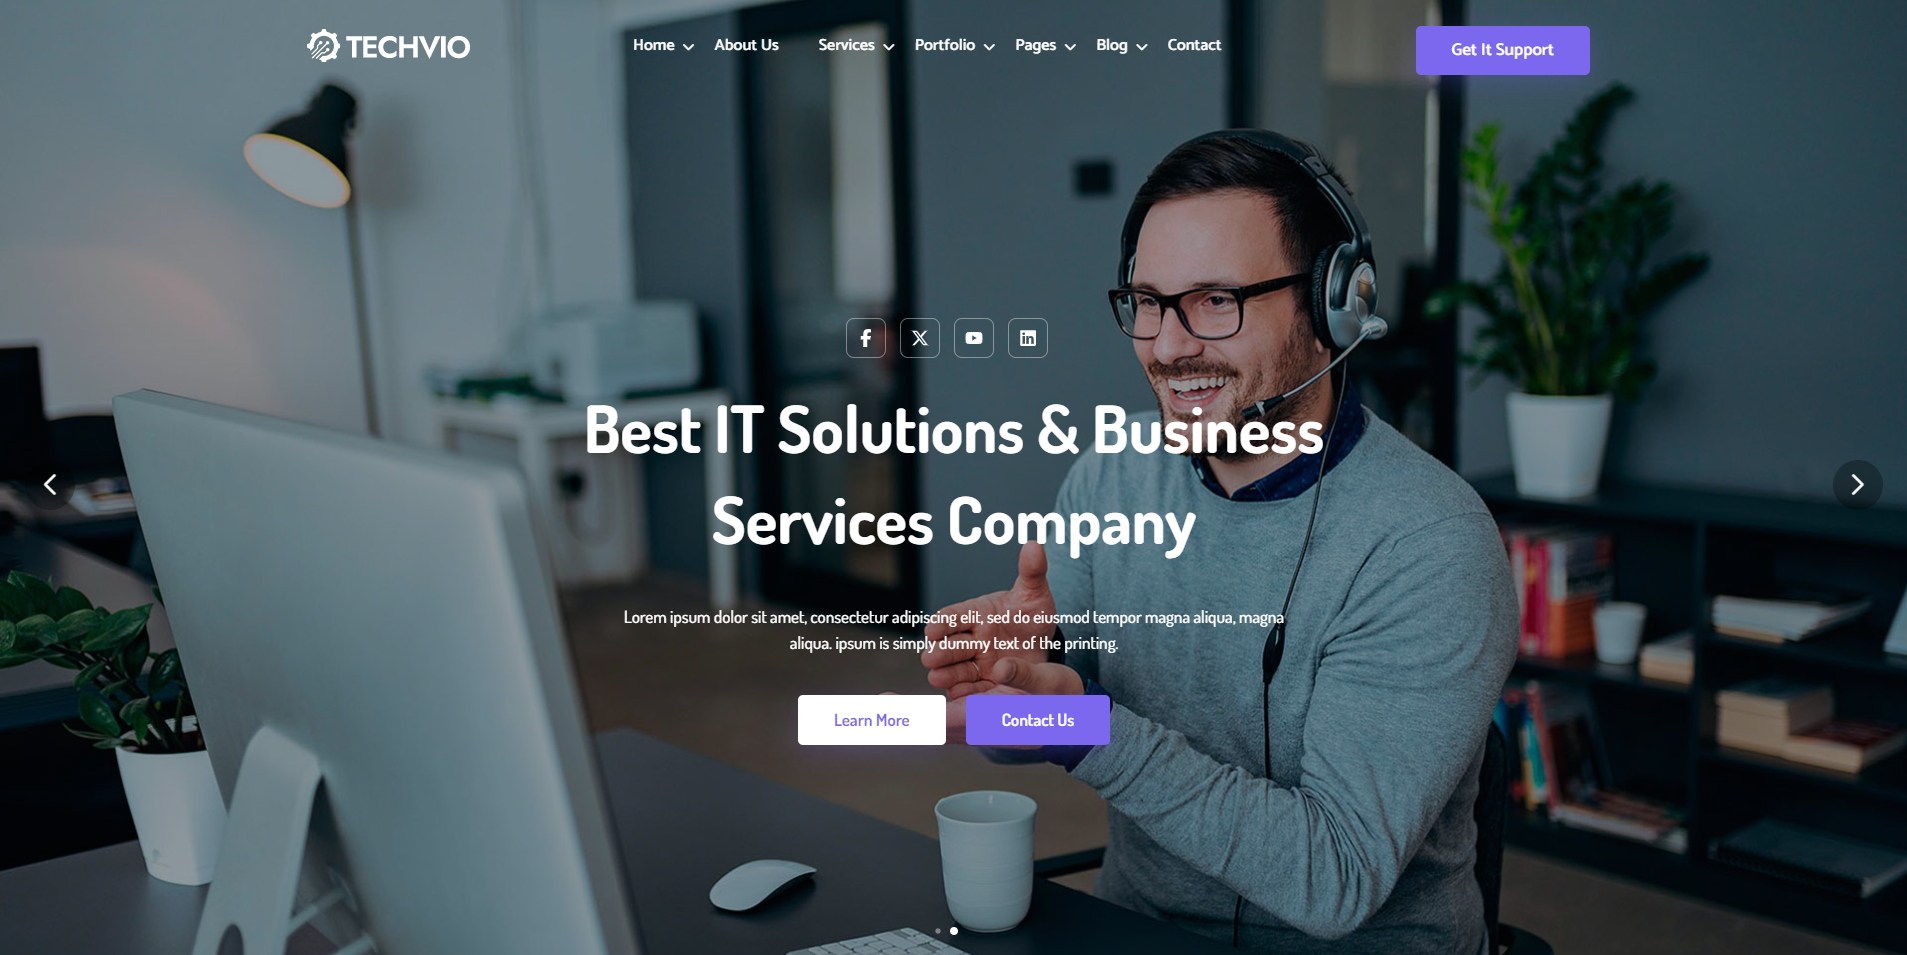 TECHVIO
Home
About Us
Services
Portfolio
Pages
Blog
Contact
Get It Support
Best IT Solutions & Business
Services Company
Lorem ipsum dolor sit amet, consectetur adipiscing elit, sed do eiusmod tempor magna aliqua, magna
aliqua. ipsum is simply dummy text of the printing.
Learn More
Contact Us